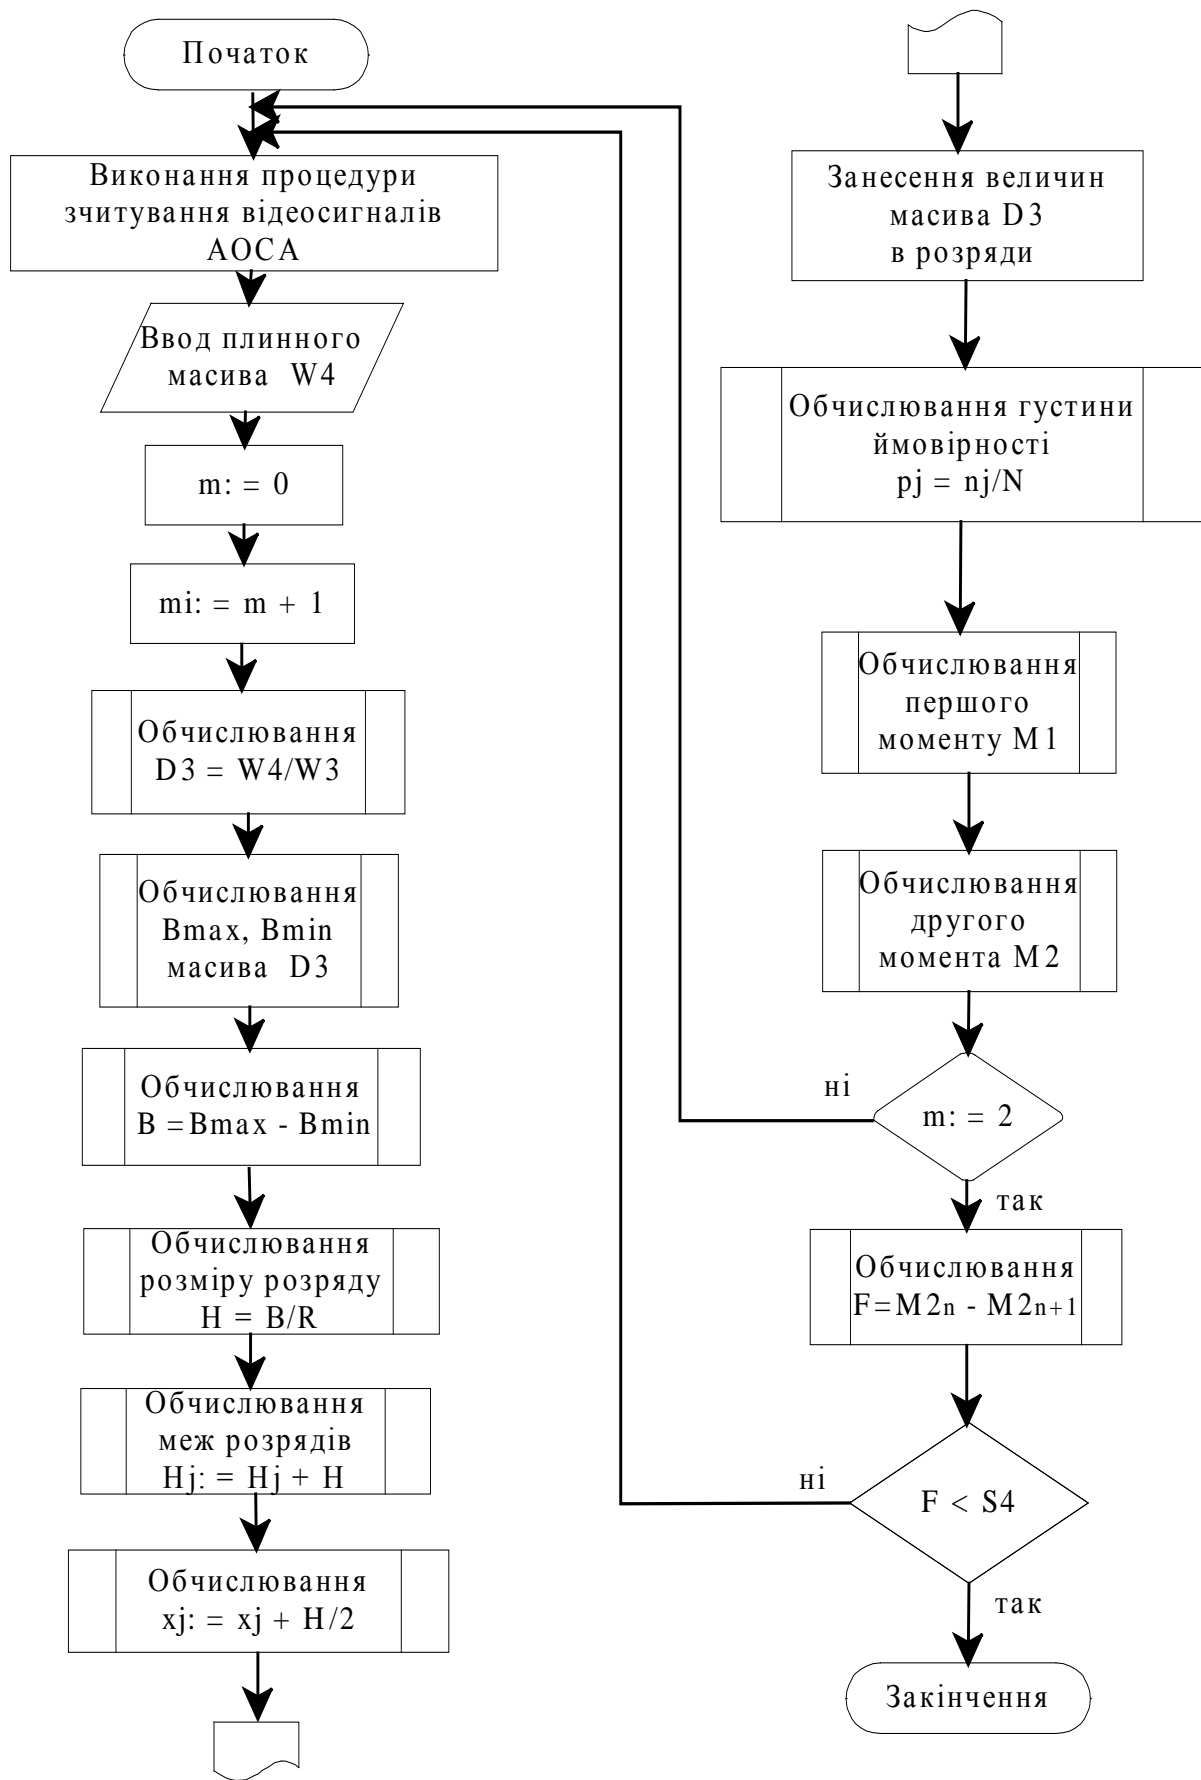 Початок
Виконання процедури
зчитування відеосигналів
АОСА
Ввод плинного
масива W4
m: = 0
mi: = m + 1
Обчислювання
D3 = W4/W3
Обчислювання
Bmax, Bmin
масива D3
Обчислювання
B =Bmax - Bmin
Обчислювання
розміру розряду
H = B/R
Обчислювання
меж розрядів
Hj: = Hj + H
Обчислювання
xj: = xj + H/2
Занесення величин
масива D3
в розряди
Обчислювання густини
ймовірності
pj = nj/N
Обчислювання
першого
моменту M1
Обчислювання
другого
момента M2
ні
m: = 2
так
Обчислювання
F=M2n - M2n+1
ні
F < S4
так
Закінчення